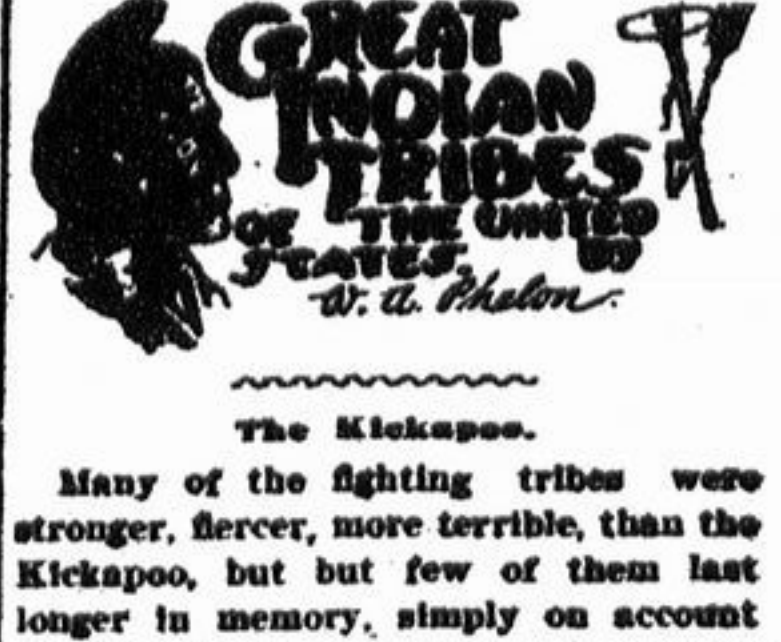 GREAT
INDIAN
TRIBES
OF THE UNITED
STATES, BY
W. A. Phelon.
The Kickapoo.
Many of the fighting tribes were
stronger, fiercer, more terrible, than the
Kickapoo, but but few of them last
longer in memory, simply on account